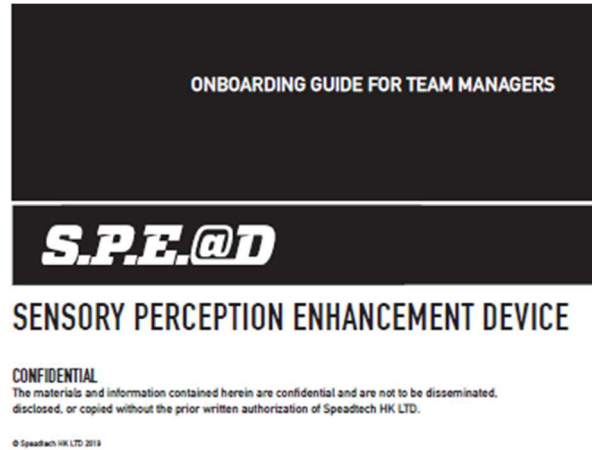 ONBOARDING GUIDE FOR TEAM MANAGERS
S.P.E.@D
SENSORY PERCEPTION ENHANCEMENT DEVICE
CONFIDENTIAL
The materials and information contained herein are confidential and are not to be disseminated,
disclosed, or copied without the prior written authorization of Speadtech HK LTD.
© Speadtech HK LTD 2019